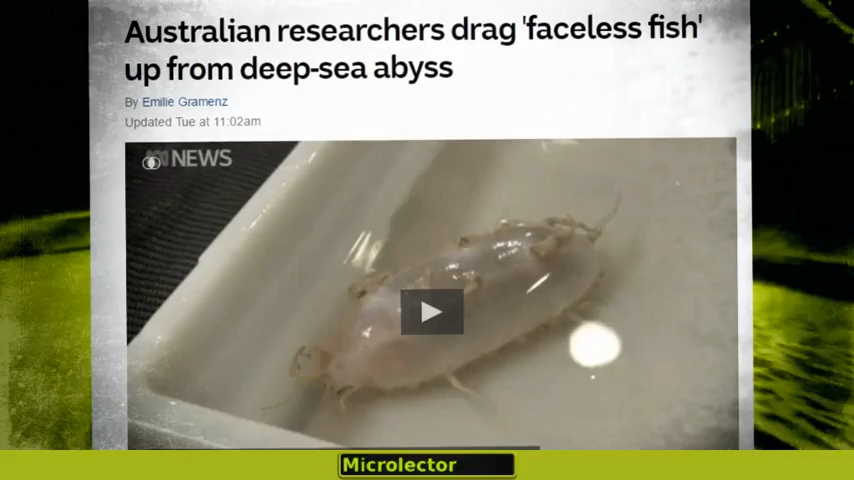 Australian researchers drag 'faceless fish'
up from deep-sea abyss
By Emilie Gramenz
Updated Tue at 11:02am
NEWS
Microlector